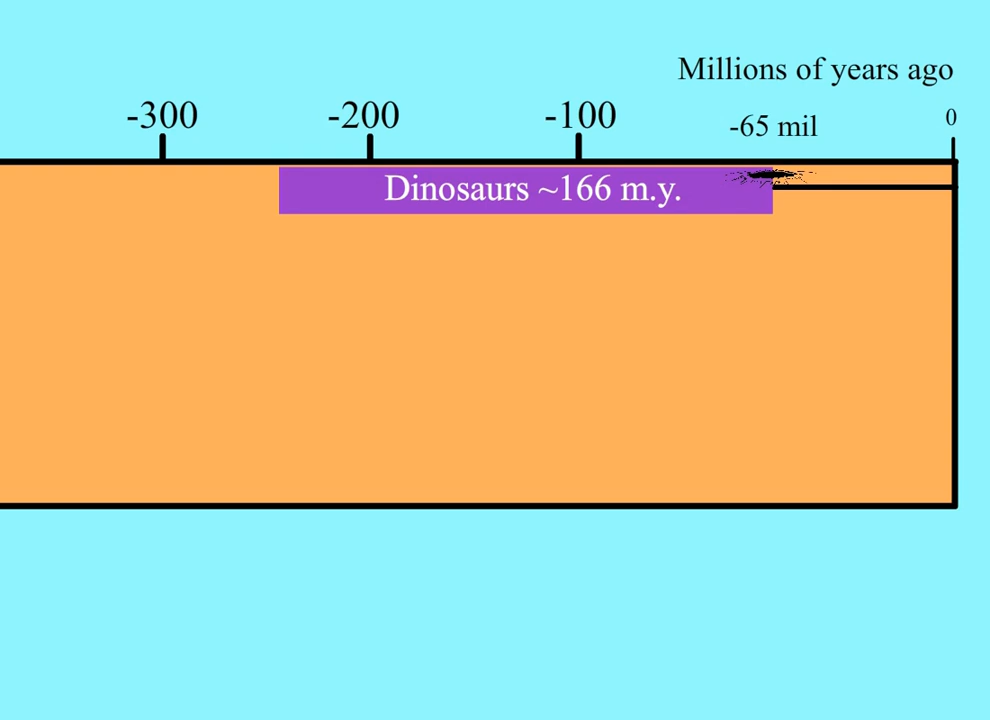 Millions of years ago
-300
-200
-100
-65 mil
0
Dinosaurs ~166 m.y.